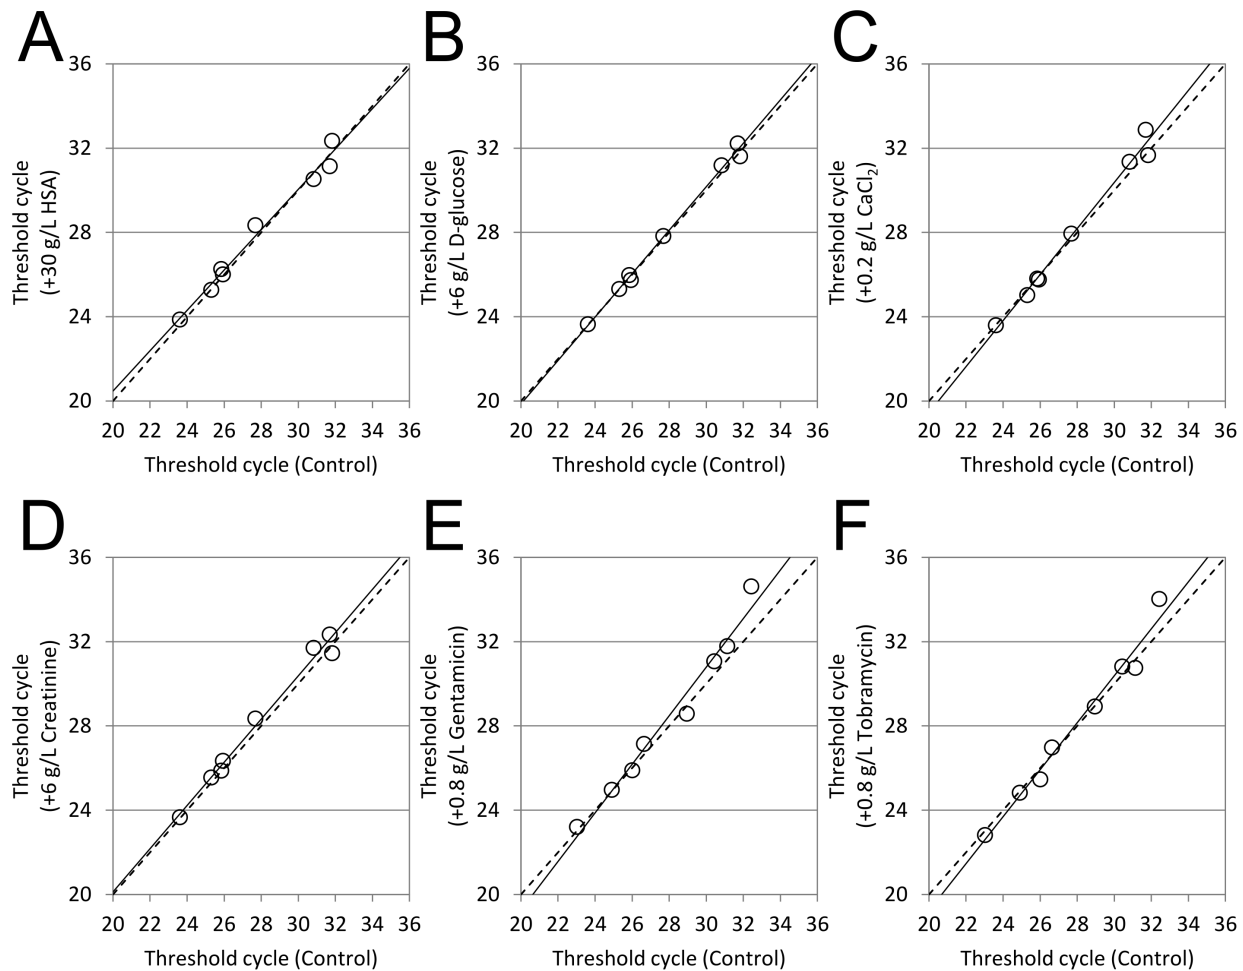 A
B
C
36
32
28
24
20
20 22 24 26 28 30 32 34 36
Threshold cycle (Control)
Threshold cycle
(+30 g/L HSA)
36
32
28
24
20
20 22 24 26 28 30 32 34 36
Threshold cycle (Control)
Threshold cycle
(+6 g/L D-glucose)
36
32
28
24
20
20 22 24 26 28 30 32 34 36
Threshold cycle (Control)
Threshold cycle
(+0.2 g/L CaCl₂)
D
E
F
36
32
28
24
20
20 22 24 26 28 30 32 34 36
Threshold cycle (Control)
Threshold cycle
(+6 g/L Creatinine)
36
32
28
24
20
20 22 24 26 28 30 32 34 36
Threshold cycle (Control)
Threshold cycle
(+0.8 g/L Gentamicin)
36
32
28
24
20
20 22 24 26 28 30 32 34 36
Threshold cycle (Control)
Threshold cycle
(+0.8 g/L Tobramycin)